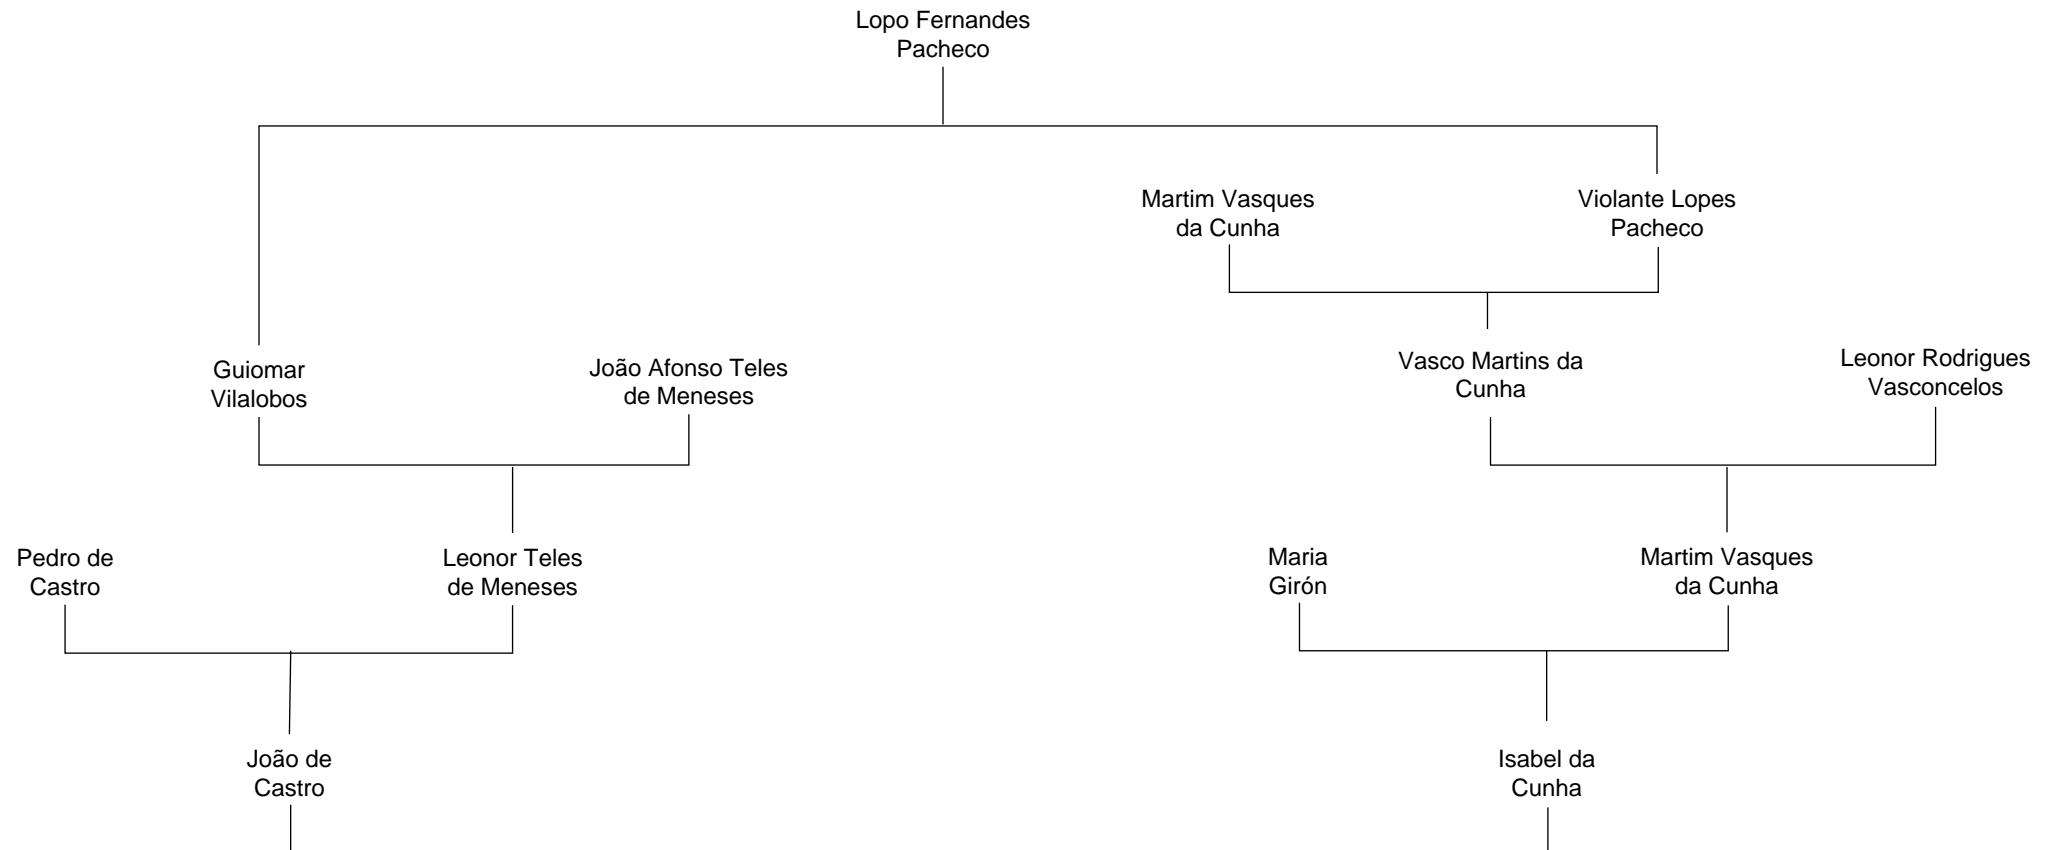 Lopo Fernandes
Pacheco
Martim Vasques
da Cunha
Violante Lopes
Pacheco
Guiomar
Vilalobos
João Afonso Teles
de Meneses
Vasco Martins da
Cunha
Leonor Rodrigues
Vasconcelos
Pedro de
Castro
Leonor Teles
de Meneses
Maria
Girón
Martim Vasques
da Cunha
João de
Castro
Isabel da
Cunha